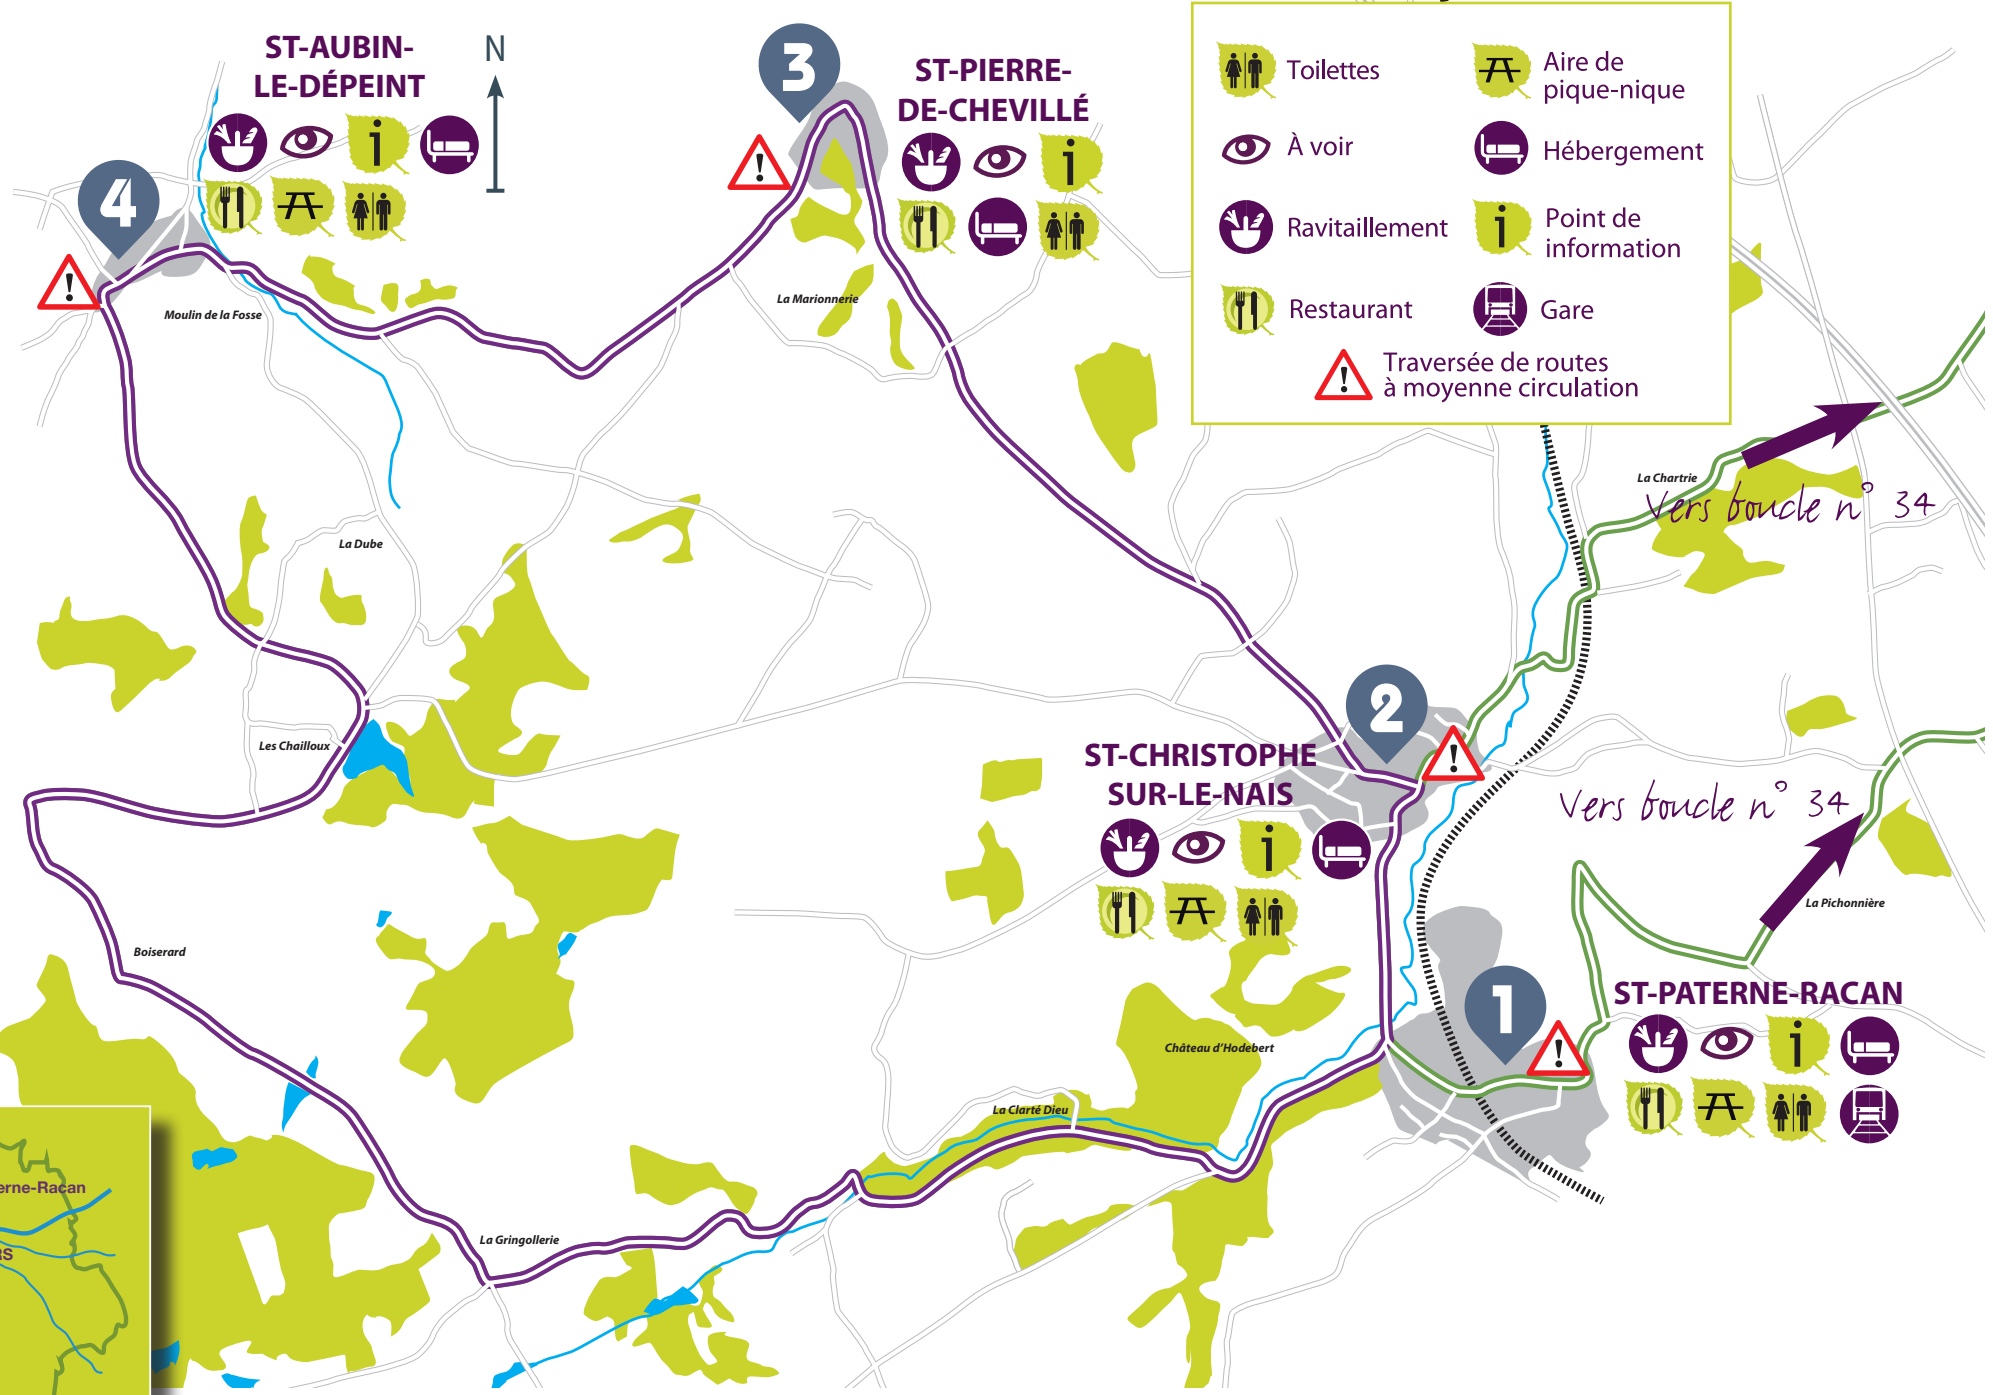 ST-AUBIN-
LE-DÉPEINT
N
3
ST-PIERRE-
DE-CHEVILLÉ
Toilettes
Aire de
pique-nique
À voir
Hébergement
Ravitaillement
Point de
information
Restaurant
Gare
Traversée de routes
à moyenne circulation
4
Moulin de la Fosse
La Marionnerie
La Chartrie
Vers boucle n° 34
La Dube
2
Les Chailloux
ST-CHRISTOPHE
SUR-LE-NAIS
Vers boucle n° 34
La Pichonnière
Boiserard
1
ST-PATERNE-RACAN
Château d'Hodebert
La Clarté Dieu
La Gringollerie
erne-Racan
RS